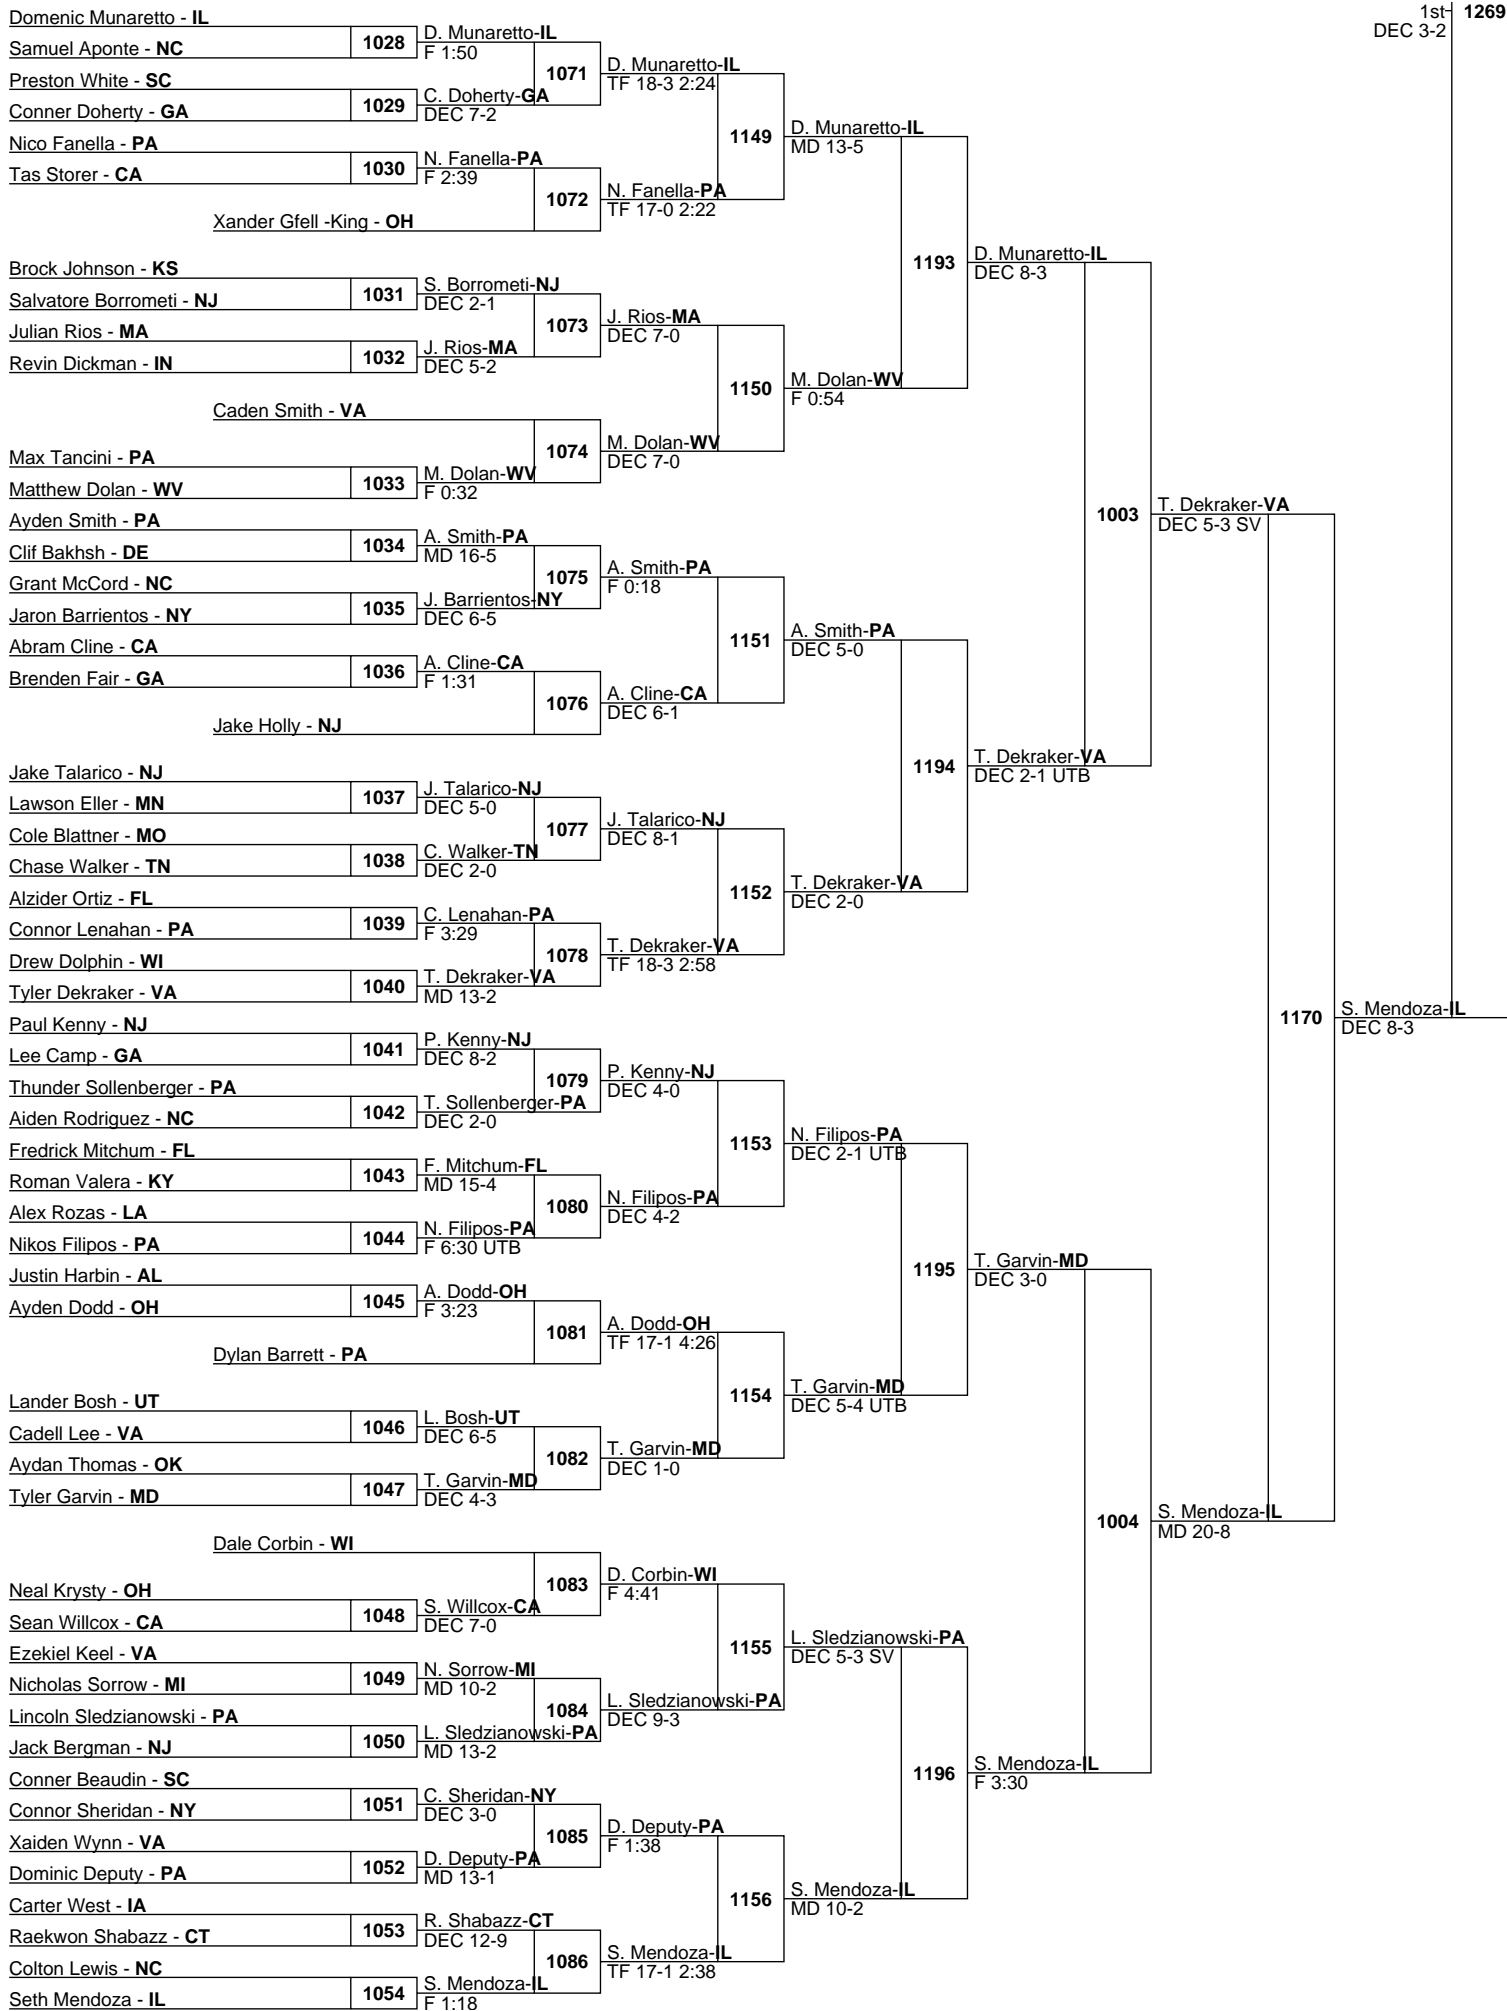 1st 1269
DEC 3-2
Domenic Munaretto - IL
Samuel Aponte - NC
1028
D. Munaretto-IL
F 1:50
Preston White - SC
Conner Doherty - GA
1029
C. Doherty-GA
DEC 7-2
1071
D. Munaretto-IL
TF 18-3 2:24
Nico Fanella - PA
Tas Storer - CA
1030
N. Fanella-PA
F 2:39
Xander Gfell -King - OH
1072
N. Fanella-PA
TF 17-0 2:22
1149
D. Munaretto-IL
MD 13-5
Brock Johnson - KS
Salvatore Borrometi - NJ
1031
S. Borrometi-NJ
DEC 2-1
Julian Rios - MA
Revin Dickman - IN
1032
J. Rios-MA
DEC 5-2
1073
J. Rios-MA
DEC 7-0
Caden Smith - VA
Max Tancini - PA
Matthew Dolan - WV
1033
M. Dolan-WV
F 0:32
1074
M. Dolan-WV
DEC 7-0
1150
M. Dolan-WV
F 0:54
1193
D. Munaretto-IL
DEC 8-3
Ayden Smith - PA
Clif Bakhsh - DE
1034
A. Smith-PA
MD 16-5
Grant McCord - NC
Jaron Barrientos - NY
1035
J. Barrientos-NY
DEC 6-5
1075
A. Smith-PA
F 0:18
Abram Cline - CA
Brenden Fair - GA
1036
A. Cline-CA
F 1:31
Jake Holly - NJ
1076
A. Cline-CA
DEC 6-1
1151
A. Smith-PA
DEC 5-0
Jake Talarico - NJ
Lawson Eller - MN
1037
J. Talarico-NJ
DEC 5-0
Cole Blattner - MO
Chase Walker - TN
1038
C. Walker-TN
DEC 2-0
1077
J. Talarico-NJ
DEC 8-1
Alzider Ortiz - FL
Connor Lenahan - PA
1039
C. Lenahan-PA
F 3:29
Drew Dolphin - WI
Tyler Dekraker - VA
1040
T. Dekraker-VA
MD 13-2
1078
T. Dekraker-VA
TF 18-3 2:58
1152
T. Dekraker-VA
DEC 2-0
1194
T. Dekraker-VA
DEC 2-1 UTB
1003
T. Dekraker-VA
DEC 5-3 SV
Paul Kenny - NJ
Lee Camp - GA
1041
P. Kenny-NJ
DEC 8-2
Thunder Sollenberger - PA
Aiden Rodriguez - NC
1042
T. Sollenberger-PA
DEC 2-0
1079
P. Kenny-NJ
DEC 4-0
Fredrick Mitchum - FL
Roman Valera - KY
1043
F. Mitchum-FL
MD 15-4
Alex Rozas - LA
Nikos Filipos - PA
1044
N. Filipos-PA
F 6:30 UTB
1080
N. Filipos-PA
DEC 4-2
1153
N. Filipos-PA
DEC 2-1 UTB
Justin Harbin - AL
Ayden Dodd - OH
1045
A. Dodd-OH
F 3:23
Dylan Barrett - PA
1081
A. Dodd-OH
TF 17-1 4:26
Lander Bosh - UT
Cadell Lee - VA
1046
L. Bosh-UT
DEC 6-5
Aydan Thomas - OK
Tyler Garvin - MD
1047
T. Garvin-MD
DEC 4-3
1082
T. Garvin-MD
DEC 1-0
1154
T. Garvin-MD
DEC 5-4 UTB
1195
T. Garvin-MD
DEC 3-0
Dale Corbin - WI
Neal Krysty - OH
Sean Willcox - CA
1048
S. Willcox-CA
DEC 7-0
1083
D. Corbin-WI
F 4:41
Ezekiel Keel - VA
Nicholas Sorrow - MI
1049
N. Sorrow-MI
MD 10-2
Lincoln Sledzianowski - PA
Jack Bergman - NJ
1050
L. Sledzianowski-PA
MD 13-2
1084
L. Sledzianowski-PA
DEC 9-3
1155
L. Sledzianowski-PA
DEC 5-3 SV
Conner Beaudin - SC
Connor Sheridan - NY
1051
C. Sheridan-NY
DEC 3-0
Xaiden Wynn - VA
Dominic Deputy - PA
1052
D. Deputy-PA
MD 13-1
1085
D. Deputy-PA
F 1:38
Carter West - IA
Raekwon Shabazz - CT
1053
R. Shabazz-CT
DEC 12-9
Colton Lewis - NC
Seth Mendoza - IL
1054
S. Mendoza-IL
F 1:18
1086
S. Mendoza-IL
TF 17-1 2:38
1156
S. Mendoza-IL
MD 10-2
1196
S. Mendoza-IL
F 3:30
1004
S. Mendoza-IL
MD 20-8
1170
S. Mendoza-IL
DEC 8-3